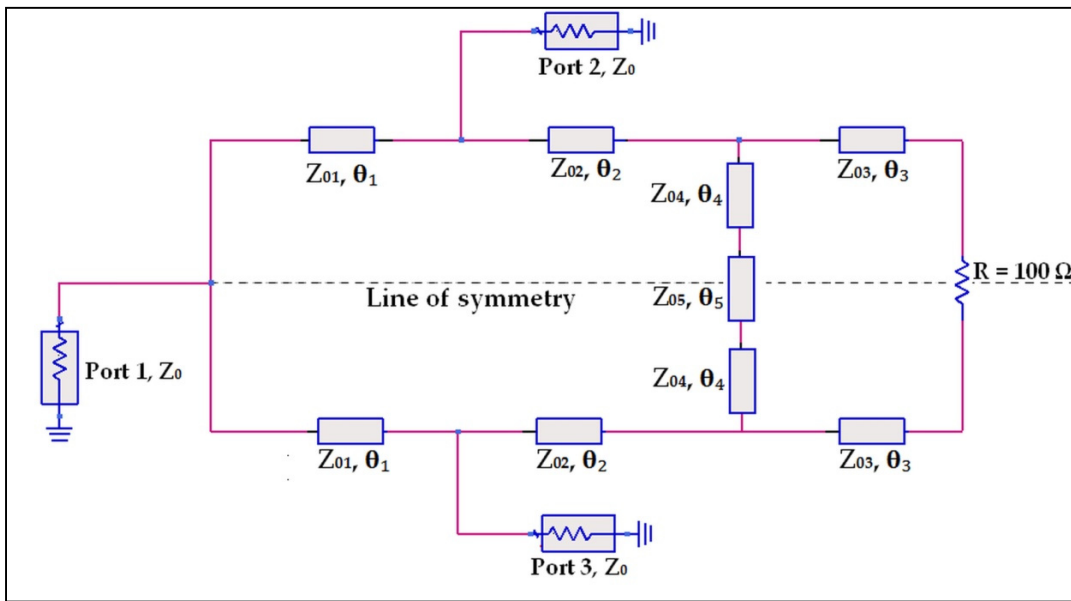 Port 2, Z₀
Z₀₁, θ₁
Z₀₂, θ₂
Z₀₃, θ₃
Z₀₄, θ₄
R = 100 Ω
Line of symmetry
Z₀₅, θ₅
Port 1, Z₀
Z₀₄, θ₄
Z₀₁, θ₁
Z₀₂, θ₂
Z₀₃, θ₃
Port 3, Z₀